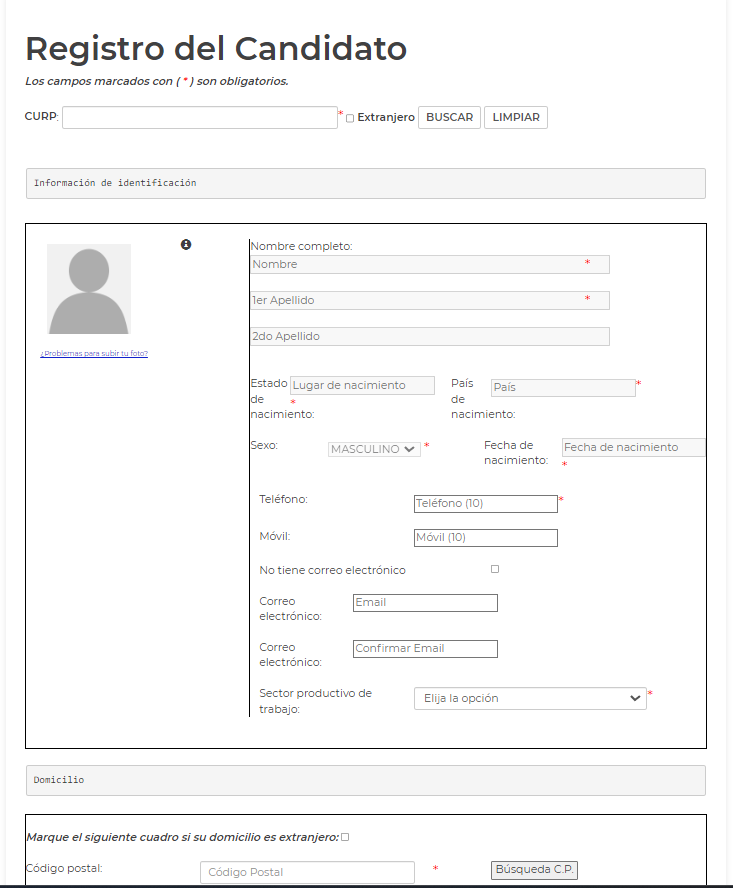 Registro del Candidato
Los campos marcados con ( * ) son obligatorios.
CURP: * Extranjero BUSCAR LIMPIAR
Información de identificación
¿Problemas para subir tu foto?
Nombre completo:
Nombre *
1er Apellido *
2do Apellido
Estado de nacimiento: Lugar de nacimiento *
País de nacimiento: País *
Sexo: MASCULINO *
Fecha de nacimiento: Fecha de nacimiento *
Teléfono: Teléfono (10) *
Móvil: Móvil (10)
No tiene correo electrónico
Correo electrónico: Email
Correo electrónico: Confirmar Email
Sector productivo de trabajo: Elija la opción *
Domicilio
Marque el siguiente cuadro si su domicilio es extranjero:
Código postal: Código Postal * Búsqueda C.P.